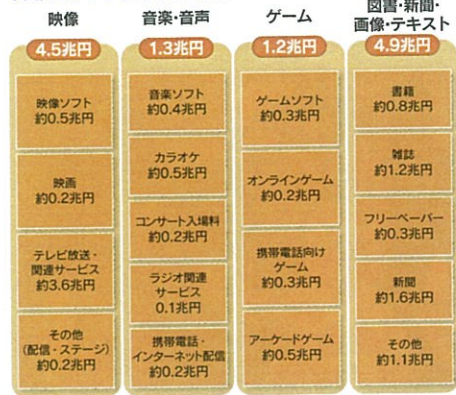 映像
4.5兆円
映像ソフト
約0.5兆円
映画
約0.2兆円
テレビ放送・
関連サービス
約3.6兆円
その他
(配信・ステージ)
約0.2兆円
音楽・音声
1.3兆円
音楽ソフト
約0.4兆円
カラオケ
約0.5兆円
コンサート入場料
約0.2兆円
ラジオ関連
サービス
0.1兆円
携帯電話・
インターネット配信
約0.2兆円
ゲーム
1.2兆円
ゲームソフト
約0.3兆円
オンラインゲーム
約0.2兆円
携帯電話向け
ゲーム
約0.3兆円
アーケードゲーム
約0.5兆円
図書・新聞・
画像・テキスト
4.9兆円
書籍
約0.8兆円
雑誌
約1.2兆円
フリーペーパー
約0.3兆円
新聞
約1.6兆円
その他
約1.1兆円